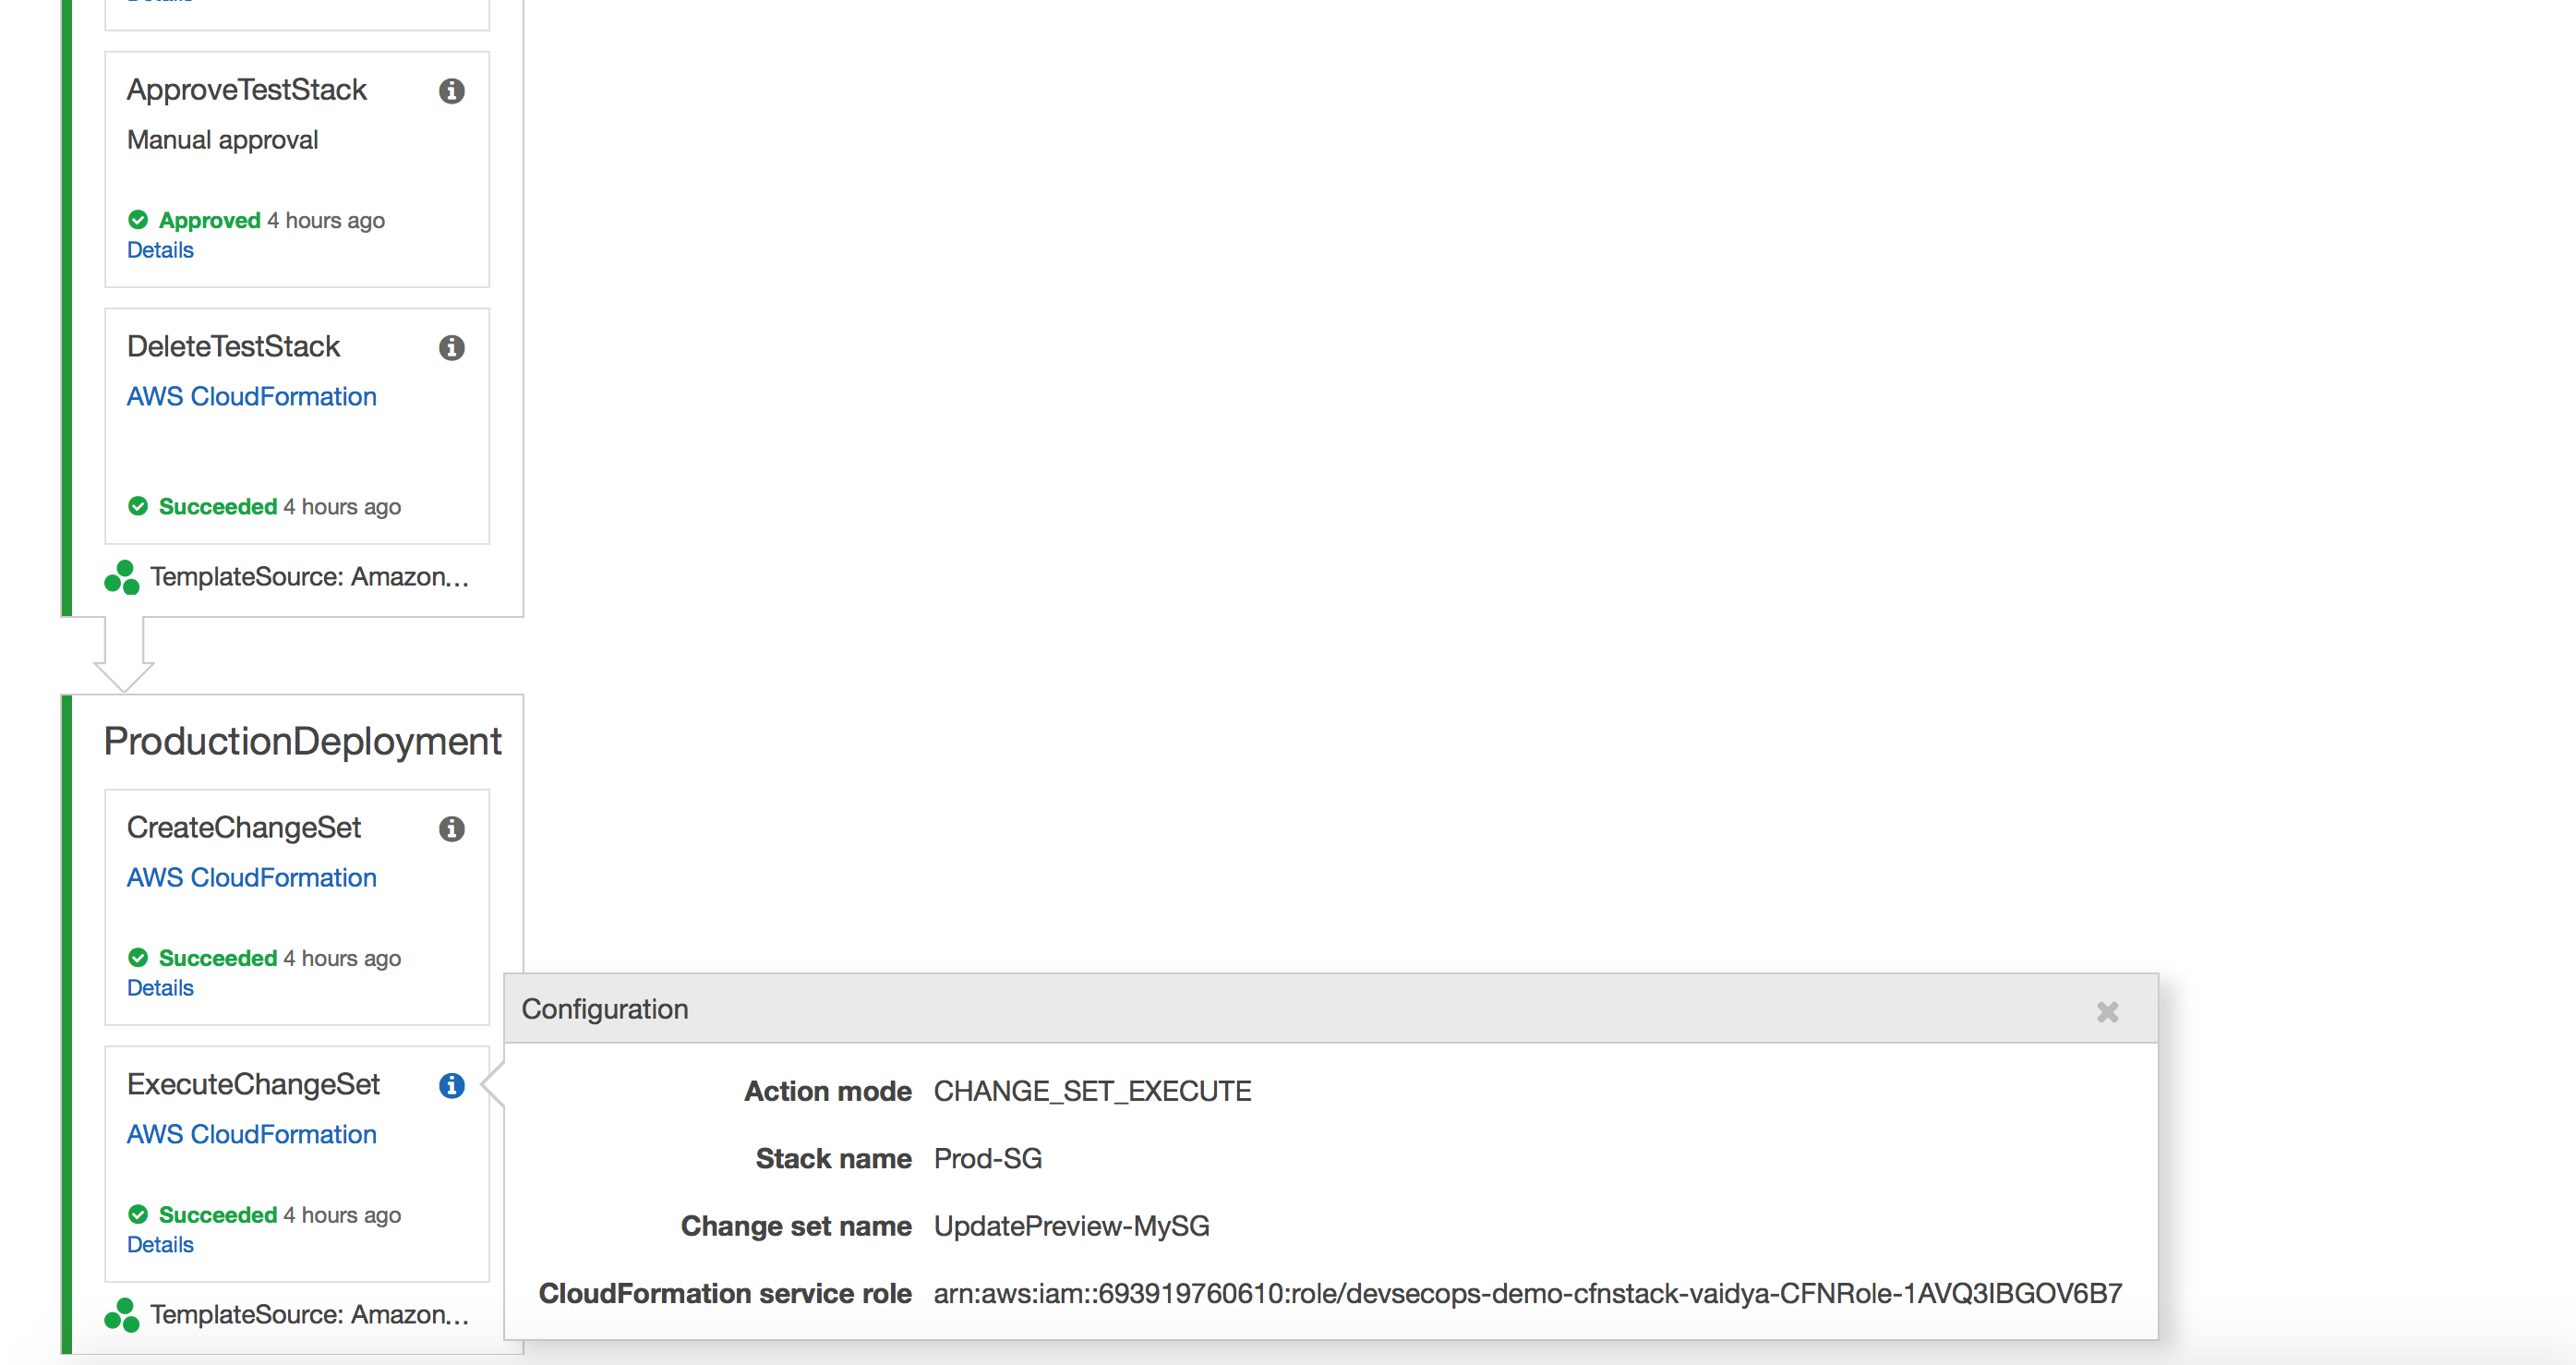 ApproveTestStack
Manual approval
Approved 4 hours ago
Details
DeleteTestStack
AWS CloudFormation
Succeeded 4 hours ago
TemplateSource: Amazon...
ProductionDeployment
CreateChangeSet
AWS CloudFormation
Succeeded 4 hours ago
Details
ExecuteChangeSet
AWS CloudFormation
Succeeded 4 hours ago
Details
TemplateSource: Amazon...
Configuration
Action mode CHANGE_SET_EXECUTE
Stack name Prod-SG
Change set name UpdatePreview-MySG
CloudFormation service role arn:aws:iam::693919760610:role/devsecops-demo-cfnstack-vaidya-CFNRole-1AVQ3IBGOV6B7